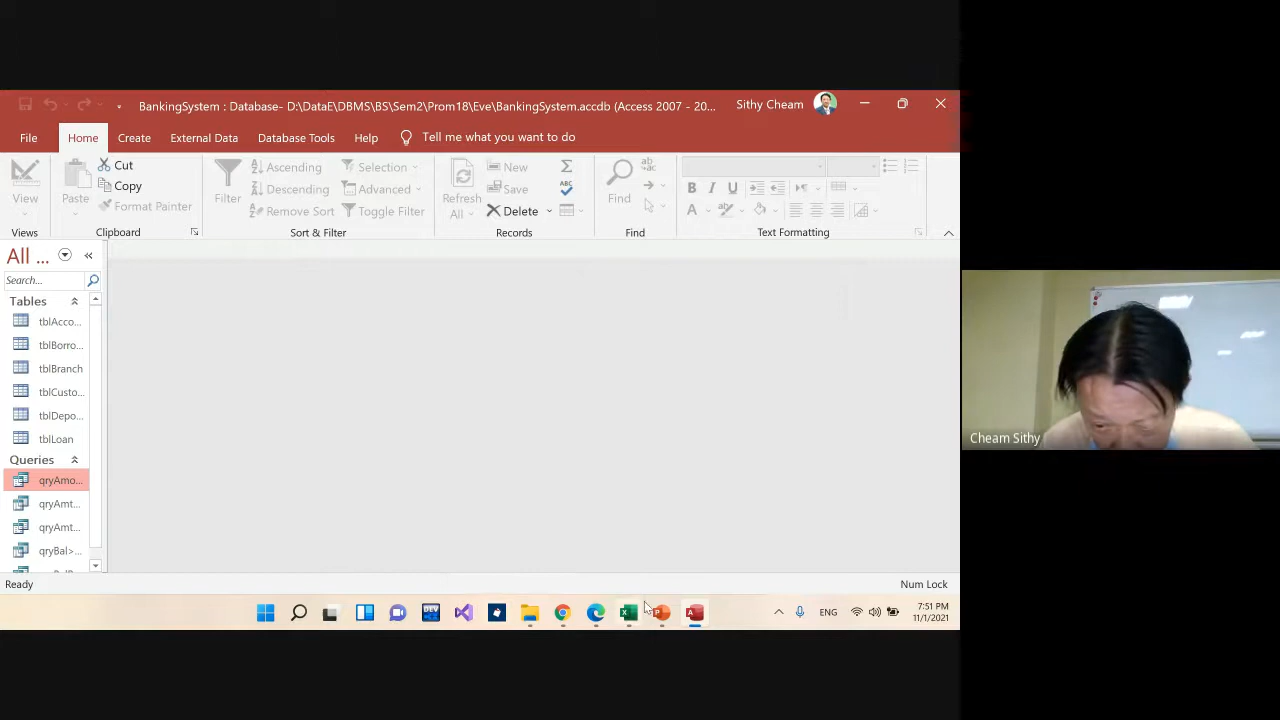 BankingSystem : Database- D:\DataE\DBMS\BS\Sem2\Prom18\Eve\BankingSystem.accdb (Access 2007 - 20... Sithy Cheam
File Home Create External Data Database Tools Help Tell me what you want to do
View
Views
Paste
Cut
Copy
Format Painter
Clipboard
Filter
Ascending
Descending
Remove Sort
Selection
Advanced
Toggle Filter
Sort & Filter
Refresh
All
New
Save
Delete
Records
Find
Find
B I U
A
Text Formatting
All ...
Search...
Tables
tblAcco...
tblBorro...
tblBranch
tblCusto...
tblDepo...
tblLoan
Queries
qryAmo...
qryAmt...
qryAmt...
qryBal>...
Ready
Num Lock
ENG
7:51 PM
11/1/2021
Cheam Sithy